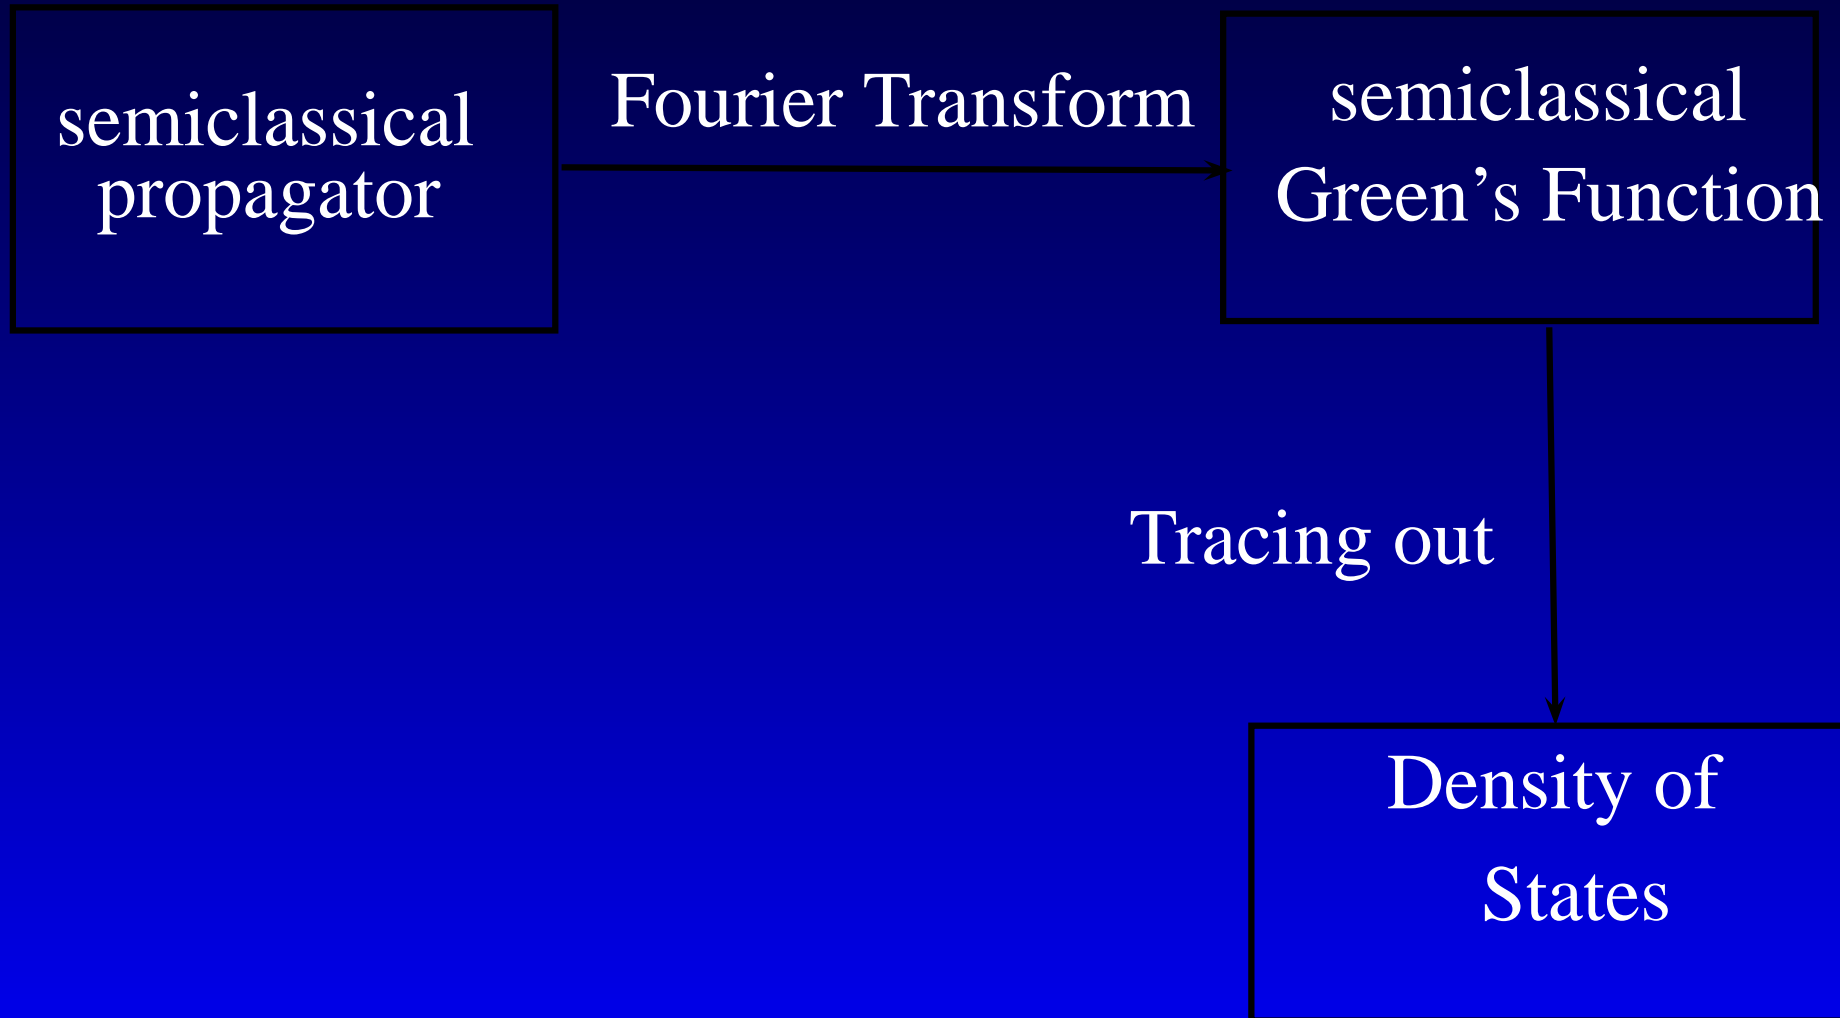 semiclassical
propagator
Fourier Transform
semiclassical
Green’s Function
Tracing out
Density of
States